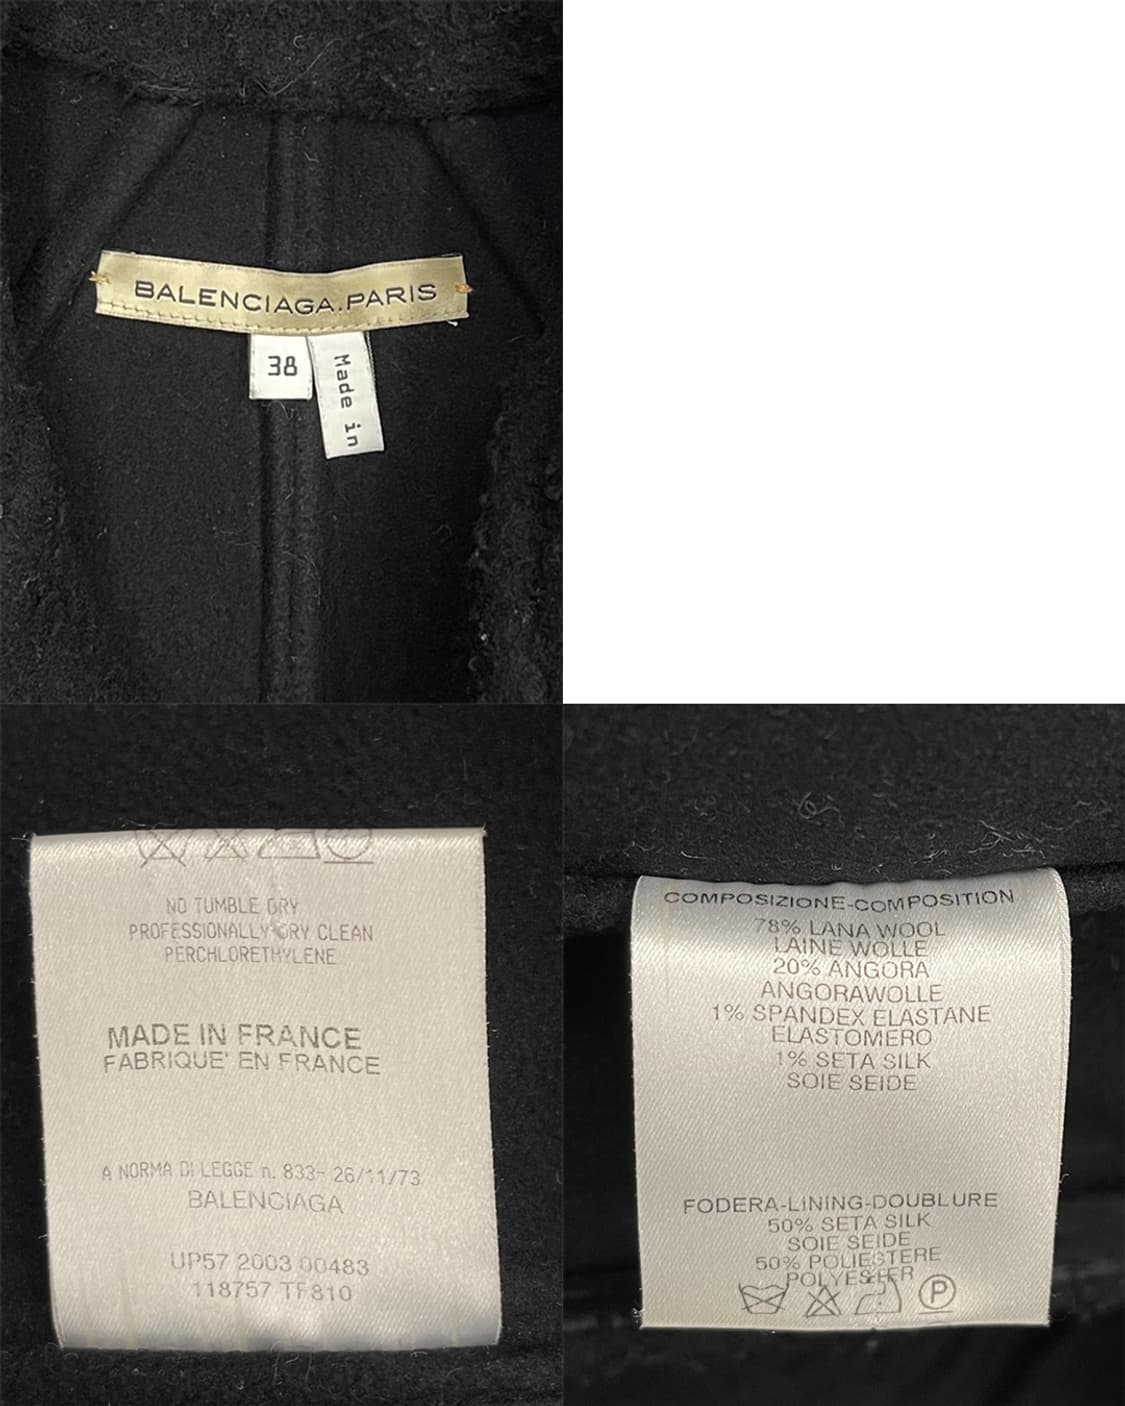 BALENCIAGA.PARIS
38
Made in
NO TUMBLE DRY
PROFESSIONALLY DRY CLEAN
PERCHLORETHYLENE
MADE IN FRANCE
FABRIQUE' EN FRANCE
A NORMA DI LEGGE n. 833- 26/11/73
BALENCIAGA
UP57 2003 00483
118757 TF810
COMPOSIZIONE-COMPOSITION
78% LANA WOOL
LAINE WOLLE
20% ANGORA
ANGORAWOLLE
1% SPANDEX ELASTANE
ELASTOMERO
1% SETA SILK
SOIE SEIDE
FODERA-LINING-DOUBLURE
50% SETA SILK
SOIE SEIDE
50% POLIESTERE
POLYESTER
P